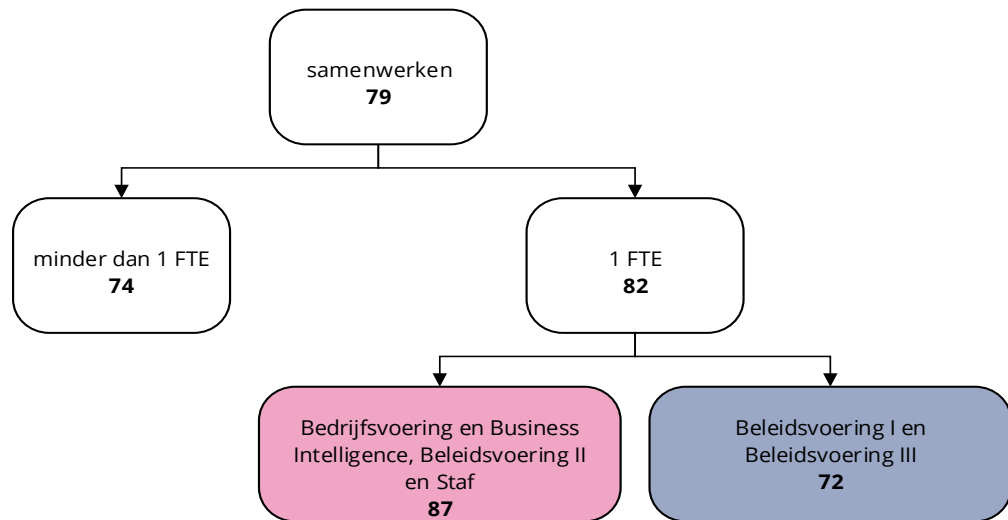 samenwerken
79
minder dan 1 FTE
74
1 FTE
82
Bedrijfsvoering en Business
Intelligence, Beleidsvoering II
en Staf
87
Beleidsvoering I en
Beleidsvoering III
72